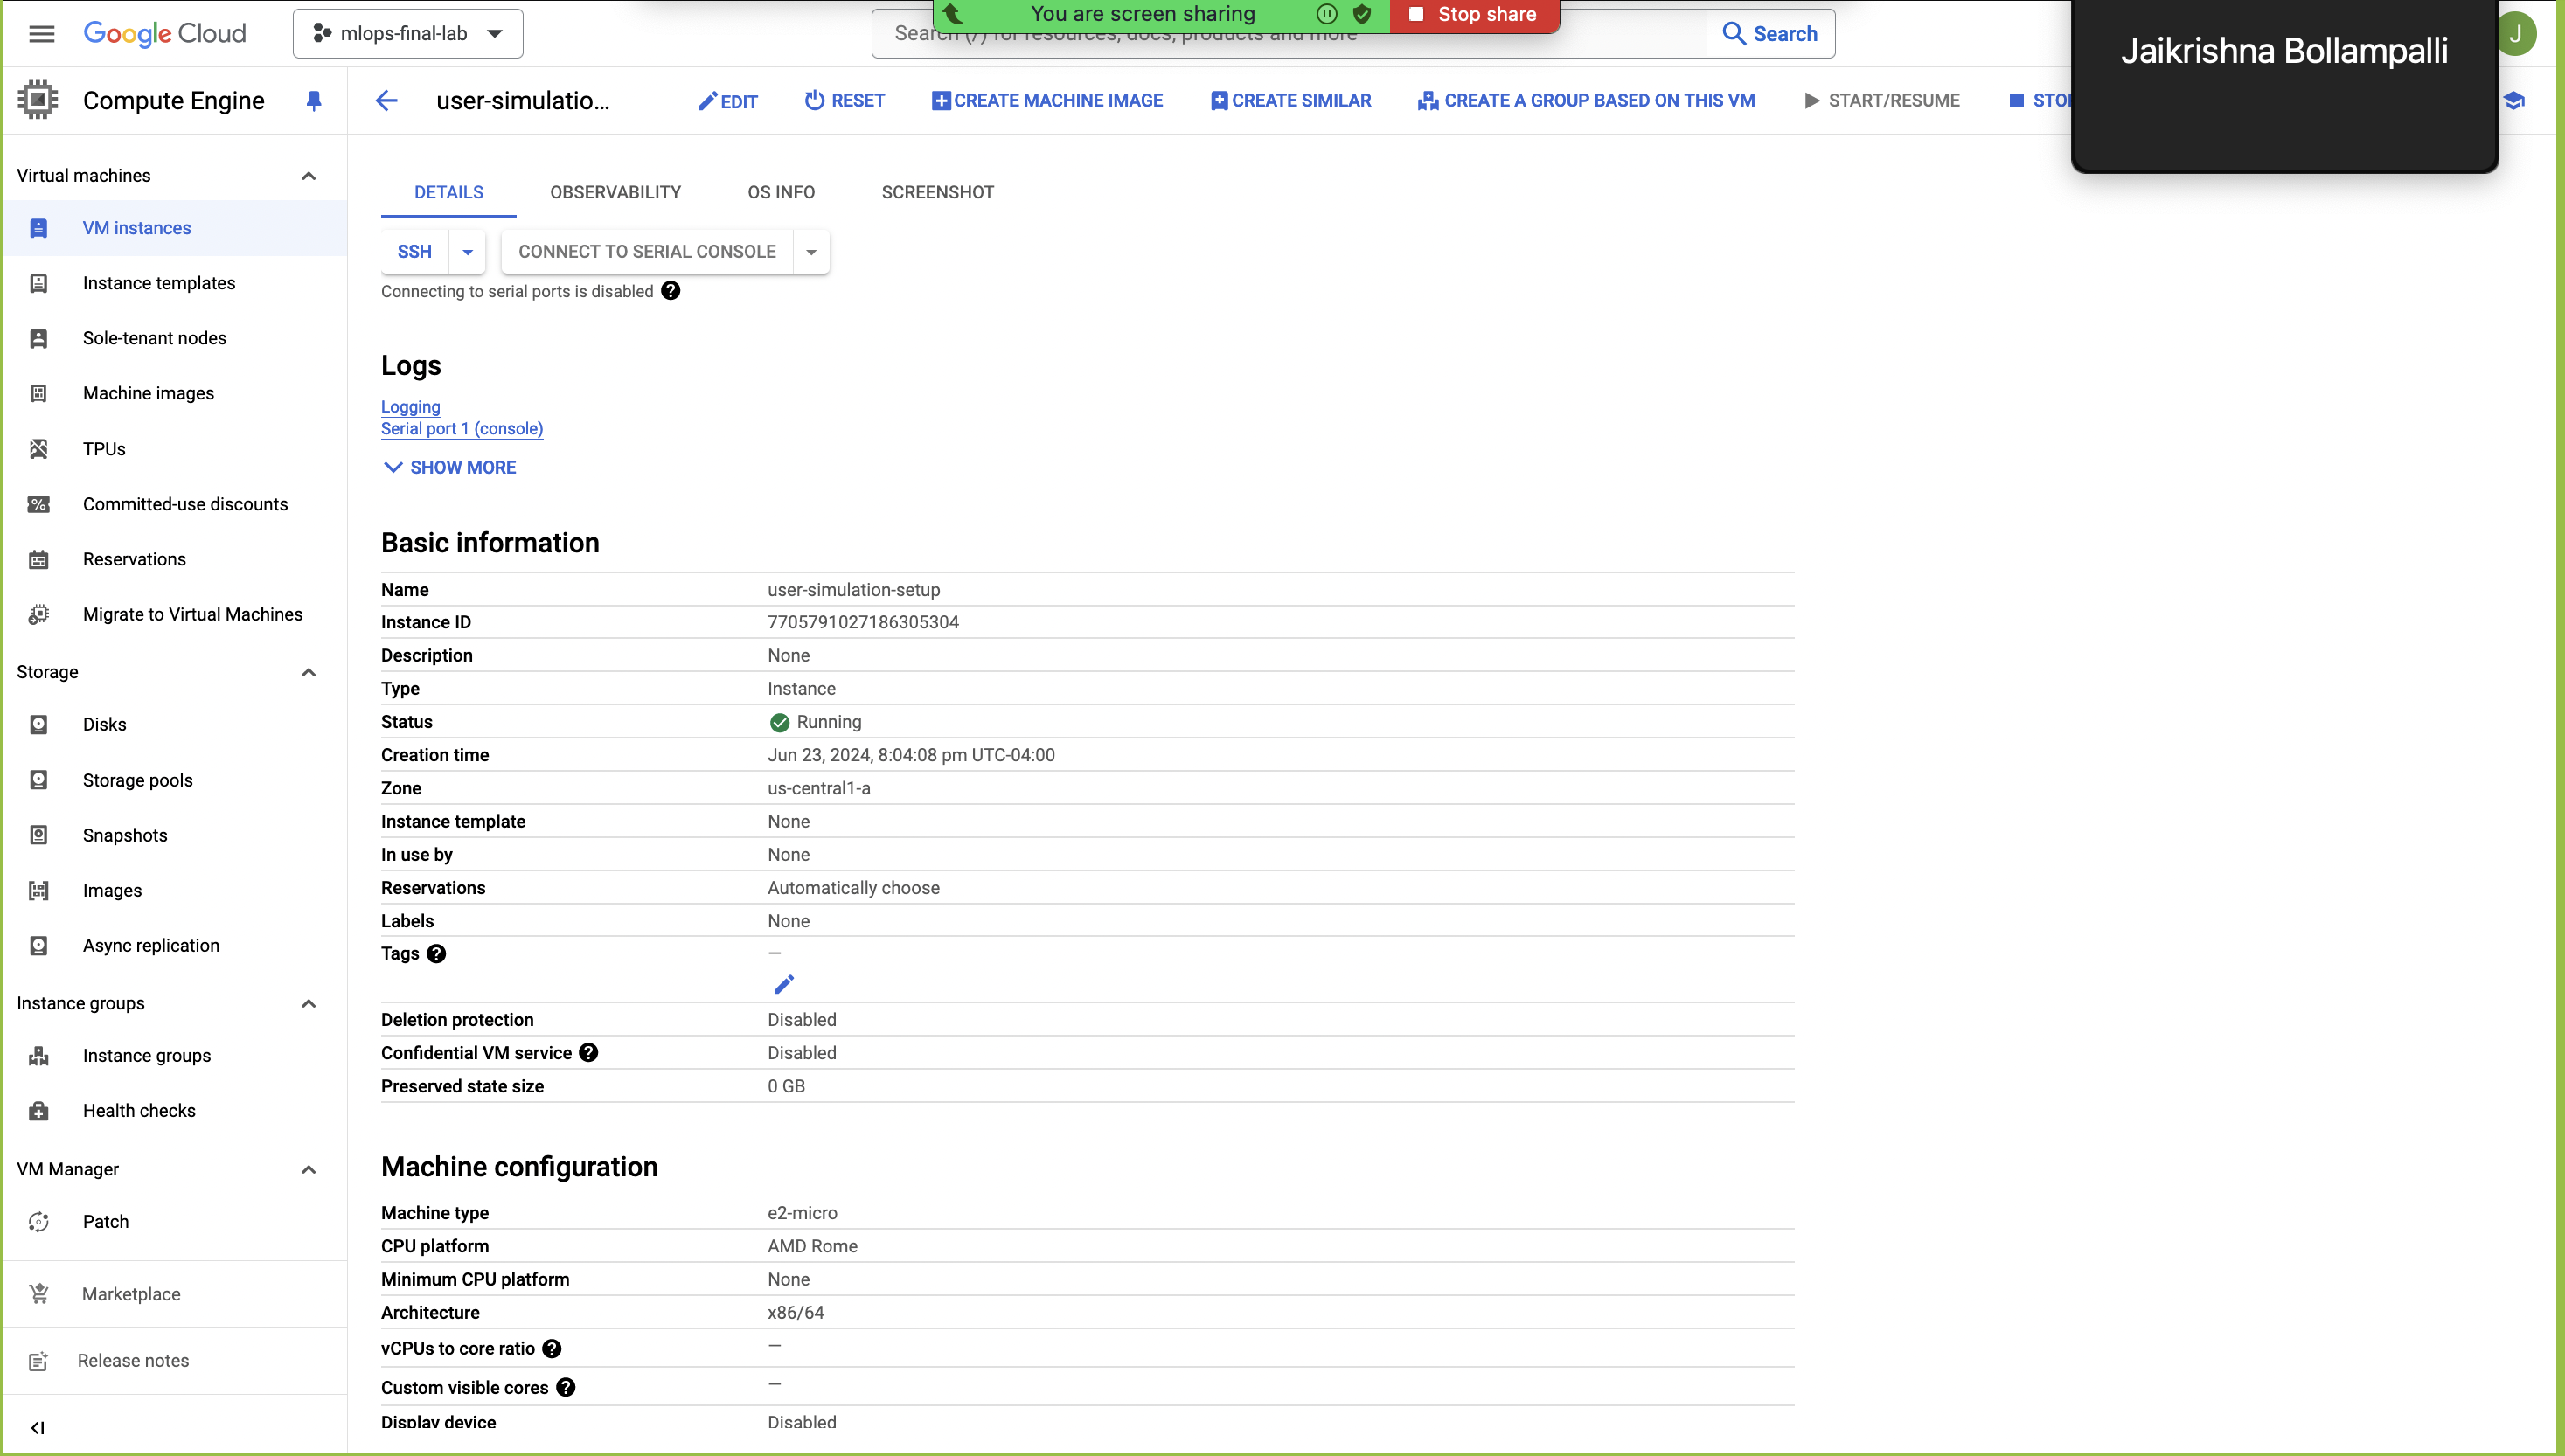 You are screen sharing
Stop share
Google Cloud
mlops-final-lab
Search (/) for resources, docs, products and more
Search
Jaikrishna Bollampalli
J
Compute Engine
user-simulatio...
EDIT
RESET
CREATE MACHINE IMAGE
CREATE SIMILAR
CREATE A GROUP BASED ON THIS VM
START/RESUME
Virtual machines
VM instances
Instance templates
Sole-tenant nodes
Machine images
TPUs
Committed-use discounts
Reservations
Migrate to Virtual Machines
Storage
Disks
Storage pools
Snapshots
Images
Async replication
Instance groups
Instance groups
Health checks
VM Manager
Patch
Marketplace
Release notes
DETAILS
OBSERVABILITY
OS INFO
SCREENSHOT
SSH
CONNECT TO SERIAL CONSOLE
Connecting to serial ports is disabled
Logs
Logging
Serial port 1 (console)
SHOW MORE
Basic information
Name user-simulation-setup
Instance ID 7705791027186305304
Description None
Type Instance
Status Running
Creation time Jun 23, 2024, 8:04:08 pm UTC-04:00
Zone us-central1-a
Instance template None
In use by None
Reservations Automatically choose
Labels None
Tags —
Deletion protection Disabled
Confidential VM service Disabled
Preserved state size 0 GB
Machine configuration
Machine type e2-micro
CPU platform AMD Rome
Minimum CPU platform None
Architecture x86/64
vCPUs to core ratio —
Custom visible cores —
Display device Disabled